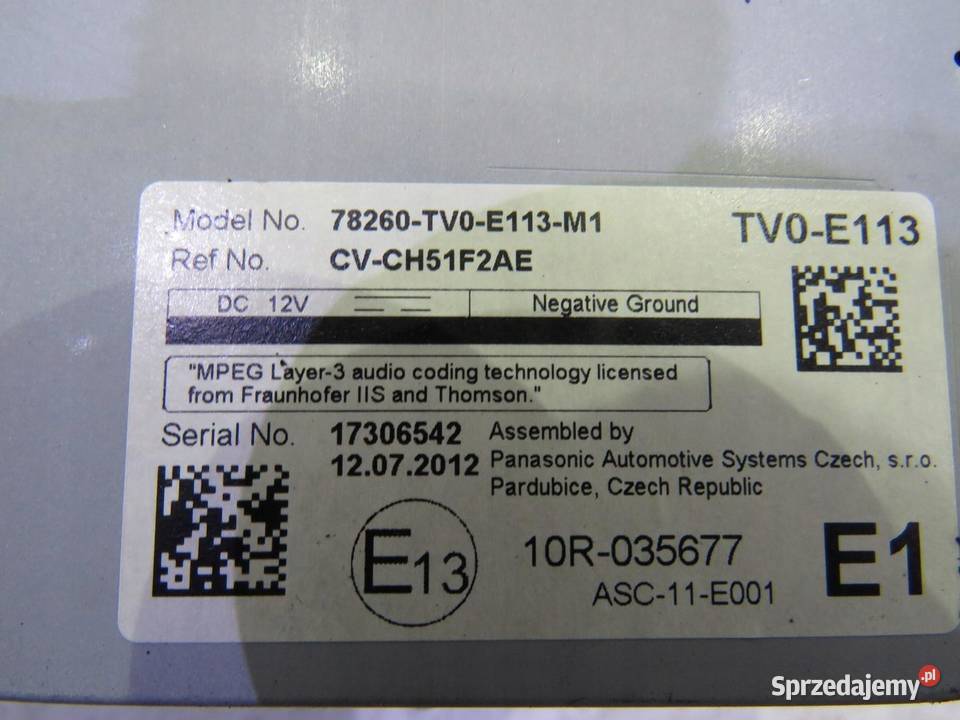 Model No. 78260-TV0-E113-M1
TV0-E113
Ref No. CV-CH51F2AE
DC 12V
Negative Ground
"MPEG Layer-3 audio coding technology licensed
from Fraunhofer IIS and Thomson."
Serial No. 17306542
12.07.2012
Assembled by
Panasonic Automotive Systems Czech, s.r.o.
Pardubice, Czech Republic
E13
10R-035677
ASC-11-E001
E1
Sprzedajemy.pl